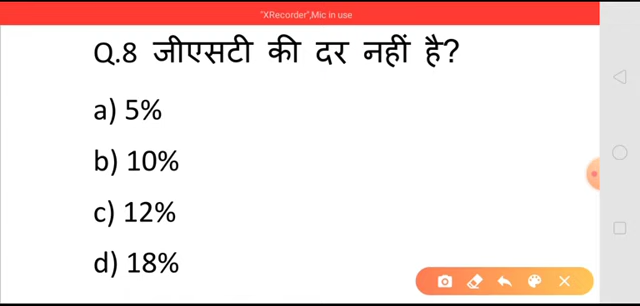 "XRecorder",Mic in use
Q.8 जीएसटी की दर नहीं है?
a) 5%
b) 10%
c) 12%
d) 18%